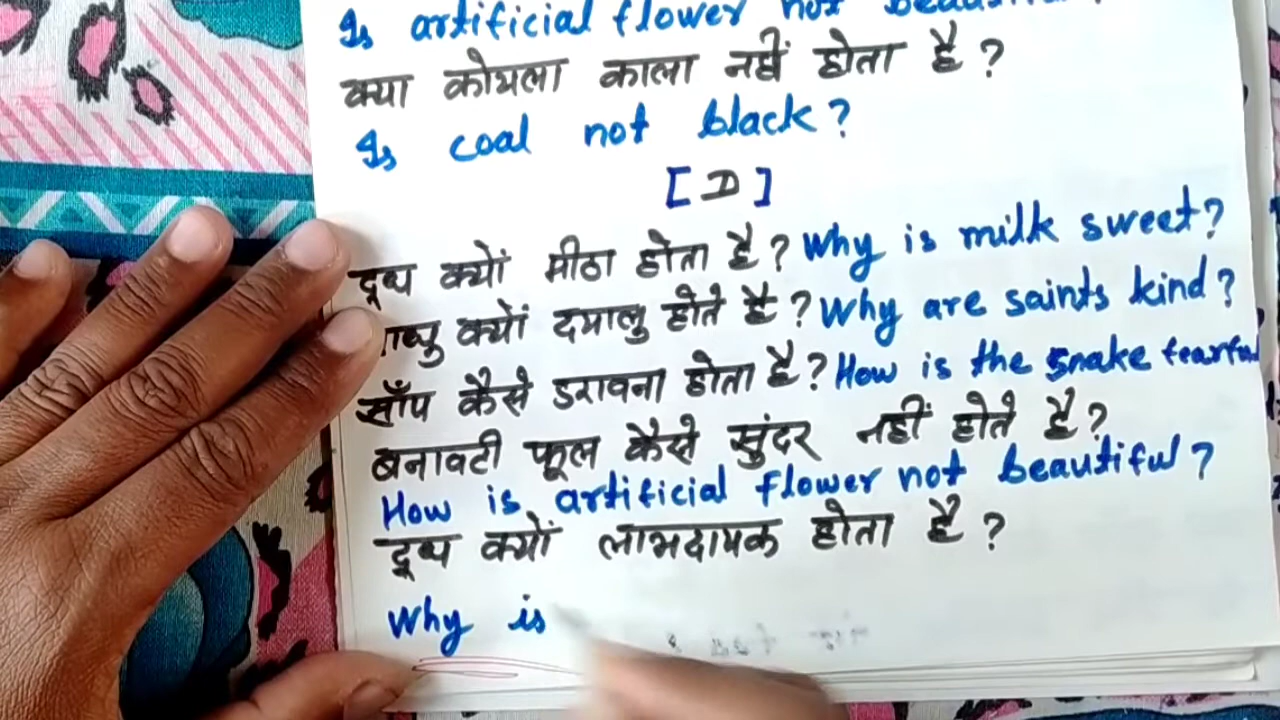 Is artificial flower not beautiful
क्या कोयला काला नहीं होता है ?
Is coal not black ?
[ D ]
दूध क्यों मीठा होता है ? Why is milk sweet ?
क्यों दयालु होते है ? Why are saints kind ?
साँप कैसे डरावना होता है ? How is the snake fearful
बनावटी फूल कैसे सुंदर नहीं होते है ?
How is artificial flower not beautiful ?
दूध क्यों लाभदायक होता है ?
Why is